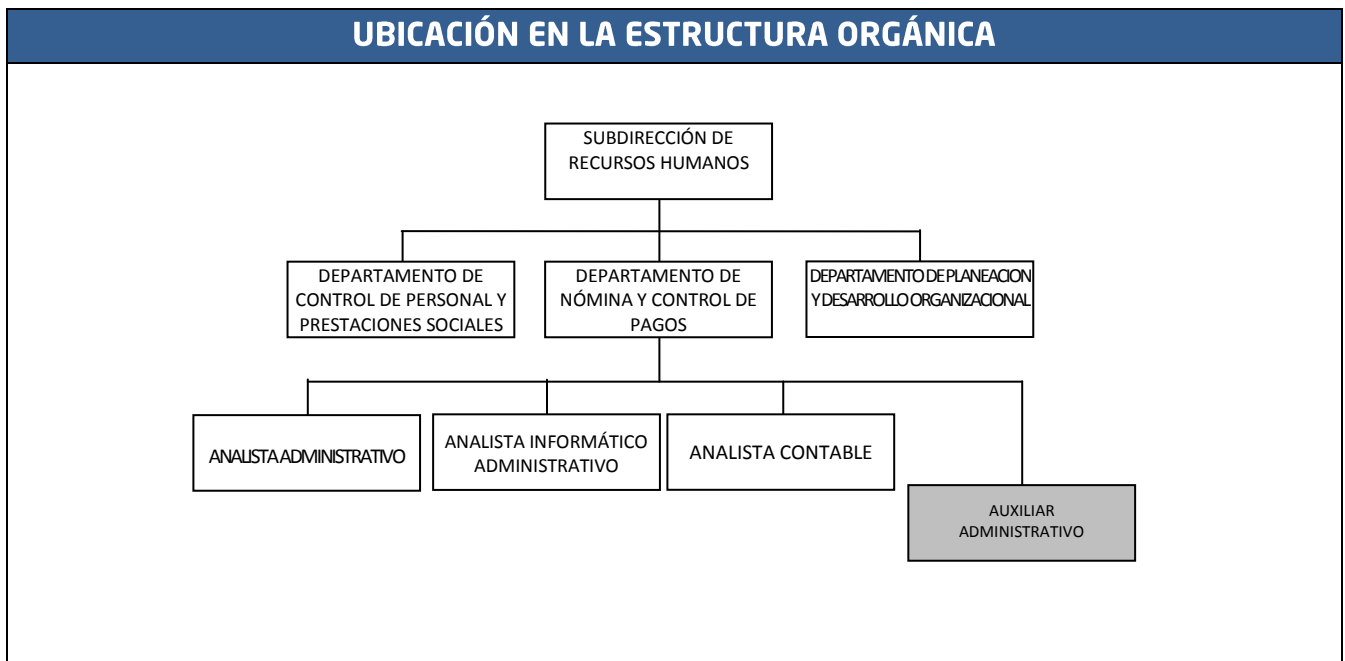 UBICACIÓN EN LA ESTRUCTURA ORGÁNICA
SUBDIRECCIÓN DE
RECURSOS HUMANOS
DEPARTAMENTO DE
CONTROL DE PERSONAL Y
PRESTACIONES SOCIALES
DEPARTAMENTO DE
NÓMINA Y CONTROL DE
PAGOS
DEPARTAMENTO DE PLANEACION
Y DESARROLLO ORGANIZACIONAL
ANALISTA ADMINISTRATIVO
ANALISTA INFORMÁTICO
ADMINISTRATIVO
ANALISTA CONTABLE
AUXILIAR
ADMINISTRATIVO